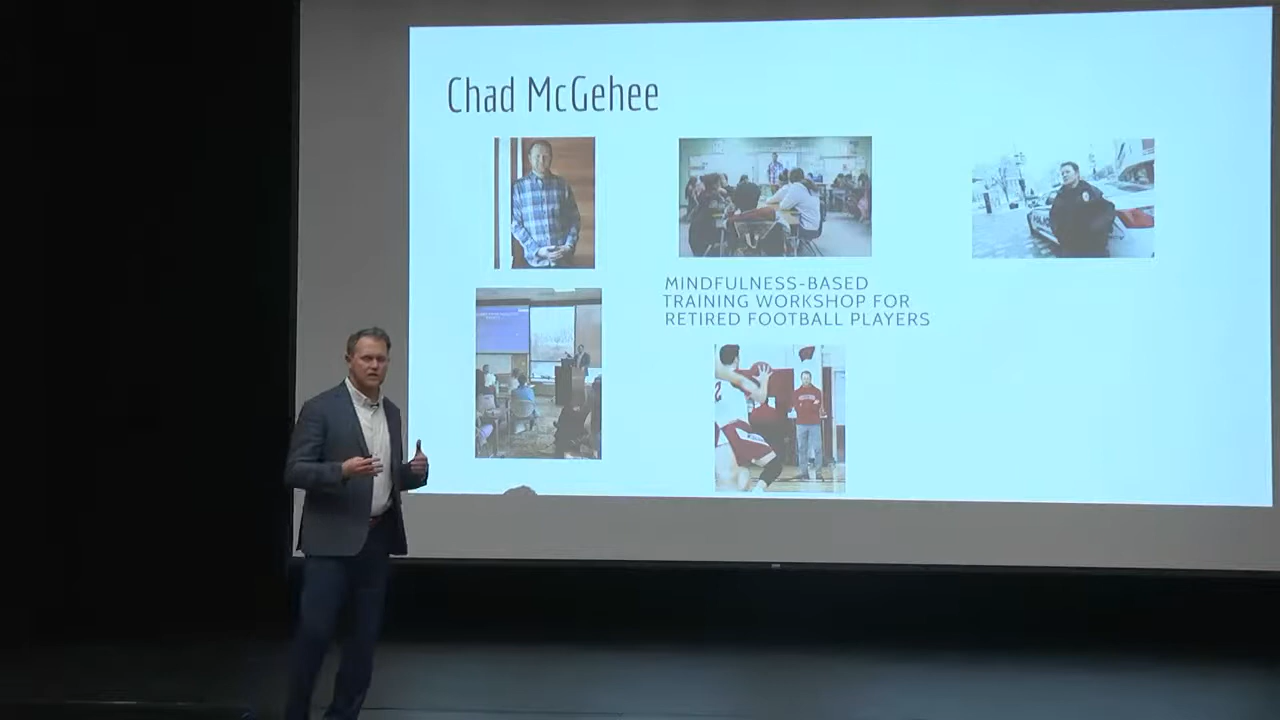 Chad McGehee
MINDFULNESS-BASED
TRAINING WORKSHOP FOR
RETIRED FOOTBALL PLAYERS